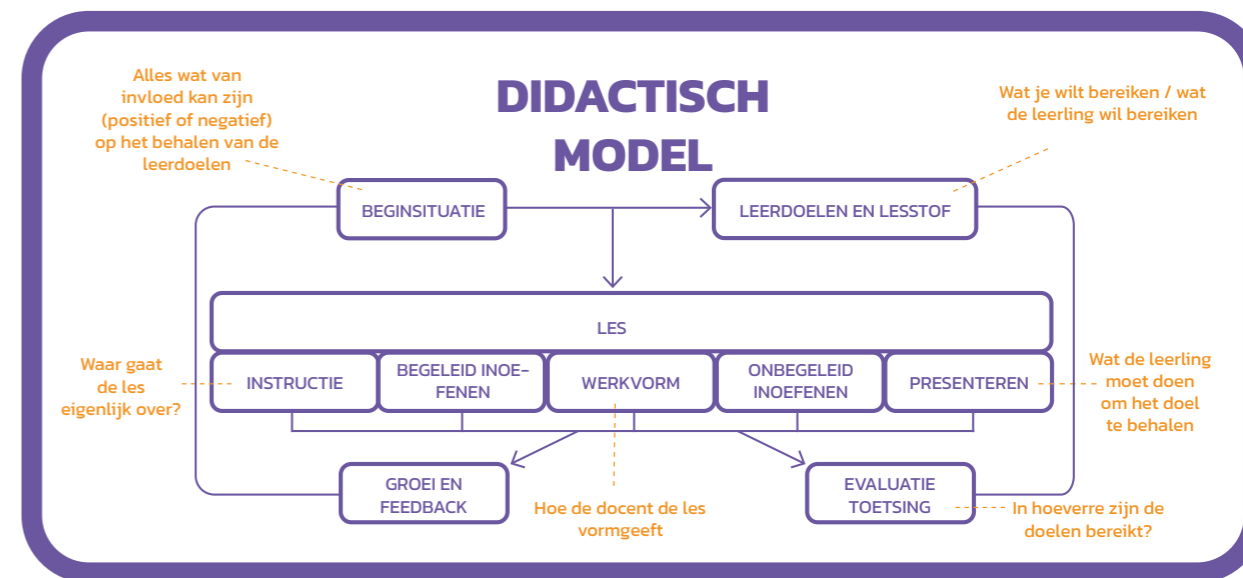 DIDACTISCH
MODEL
Alles wat van
invloed kan zijn
(positief of negatief)
op het behalen van de
leerdoelen
Wat je wilt bereiken / wat
de leerling wil bereiken
BEGINSITUATIE
LEERDOELEN EN LESSTOF
LES
Waar gaat
de les
eigenlijk over?
INSTRUCTIE
BEGELEID INOE-
FENEN
WERKVORM
ONBEGELEID
INOEFENEN
PRESENTEREN
Wat de leerling
moet doen
om het doel
te behalen
GROEI EN
FEEDBACK
Hoe de docent de les
vormgeeft
EVALUATIE
TOETSING
In hoeverre zijn de
doelen bereikt?